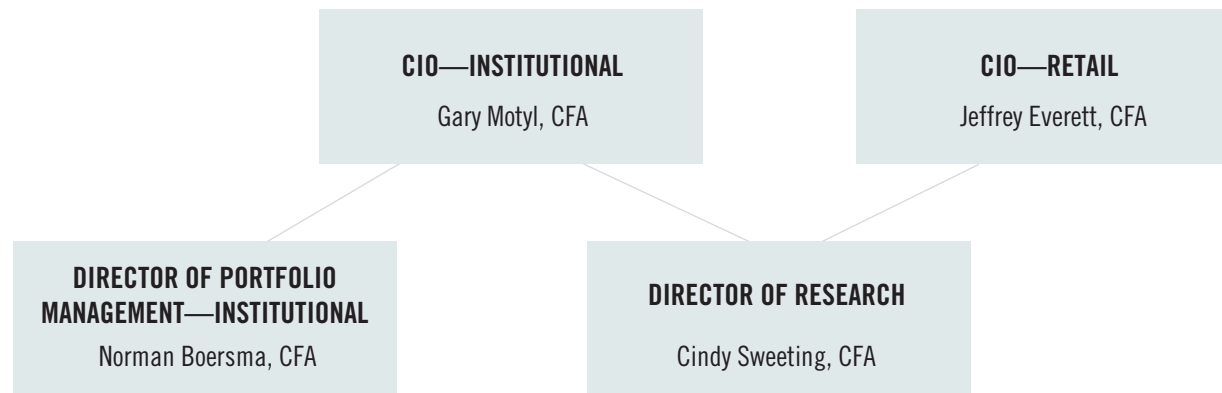 CIO—INSTITUTIONAL
Gary Motyl, CFA
CIO—RETAIL
Jeffrey Everett, CFA
DIRECTOR OF PORTFOLIO
MANAGEMENT—INSTITUTIONAL
Norman Boersma, CFA
DIRECTOR OF RESEARCH
Cindy Sweeting, CFA